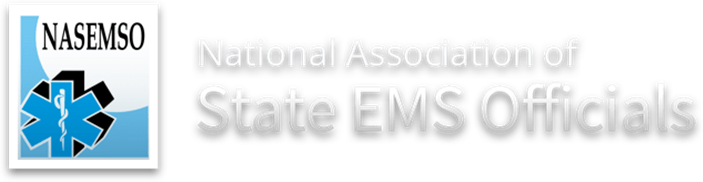 NASEMSO
National Association of
State EMS Officials